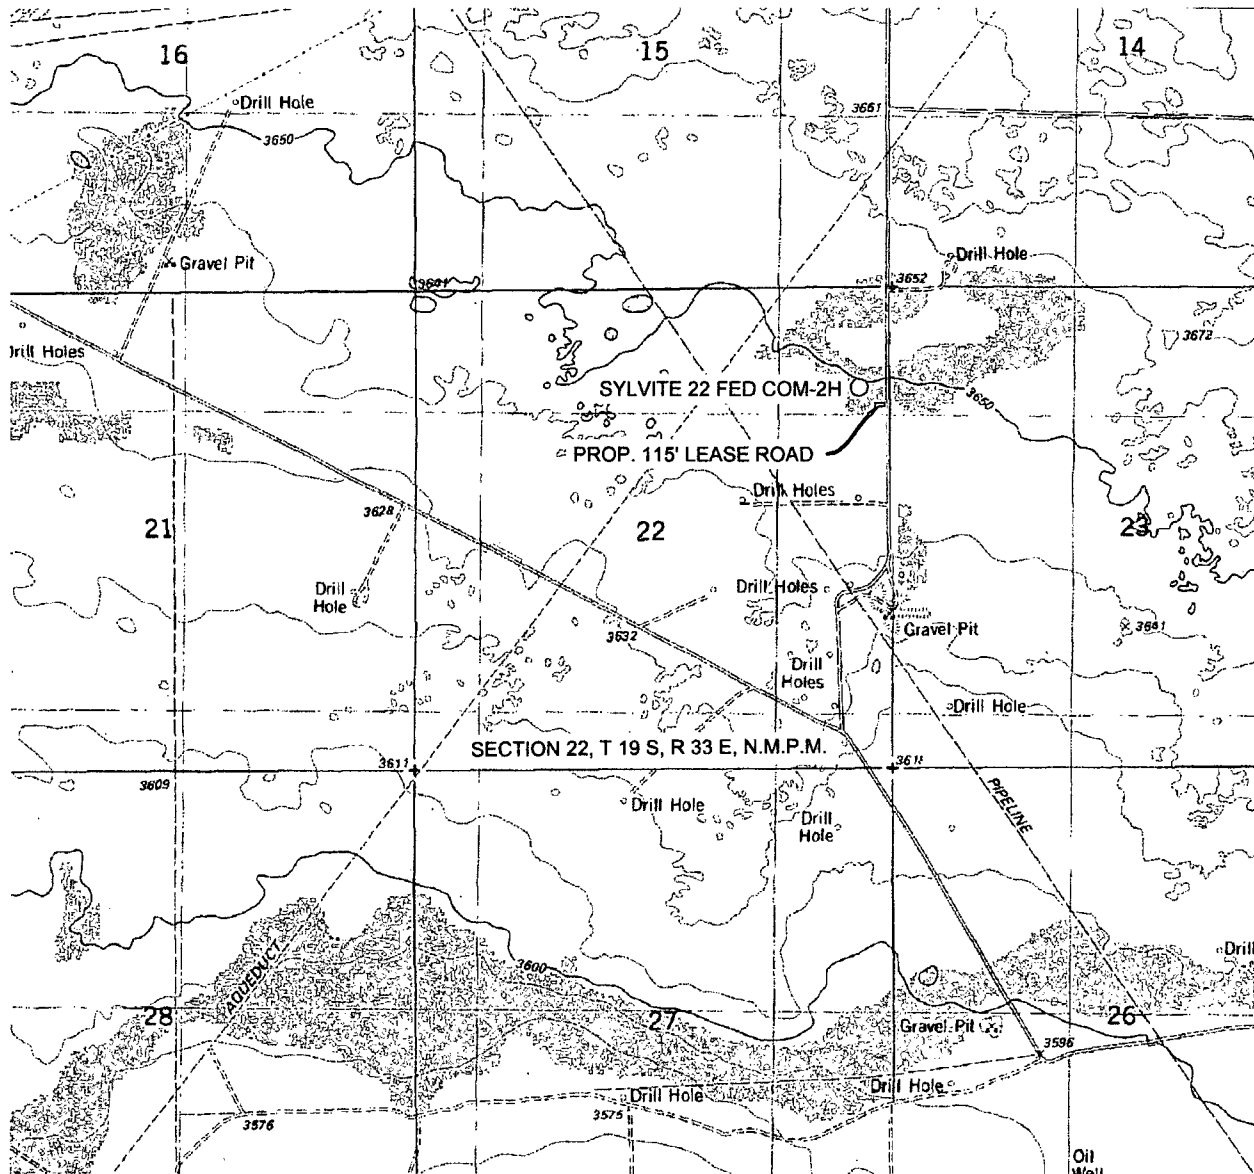 16
15
14
Drill Hole
3661
3650
Drill Hole
Gravel Pit
3652
Drill Holes
3672
SYLVITE 22 FED COM-2H
3650
PROP. 115' LEASE ROAD
Drill Holes
3628
21
22
23
Drill
Hole
Drill Holes
3632
Gravel Pit
3641
Drill
Holes
Drill Hole
SECTION 22, T 19 S, R 33 E, N.M.P.M.
3611
3609
Drill Hole
PIPELINE
Drill
Hole
AQUEDUCT
3600
Drill
28
27
26
Gravel Pit
3596
Drill Hole
Drill Hole
3576
3575
Oil
Well